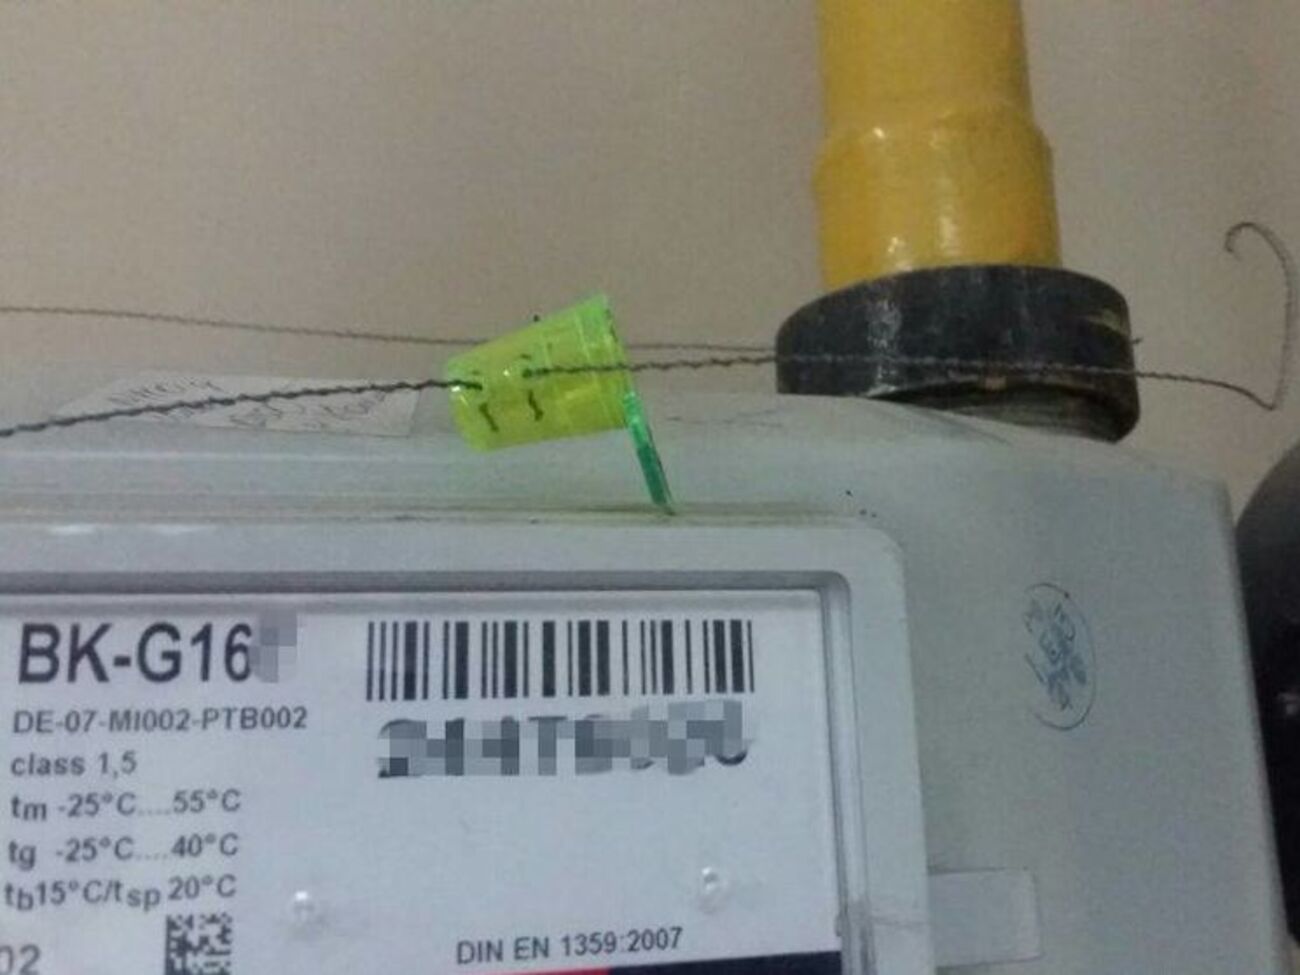 BK-G16
DE-07-MI002-PTB002
class 1,5
tm -25°C....55°C
tg -25°C....40°C
tb15°C/tsp 20°C
02
DIN EN 1359:2007